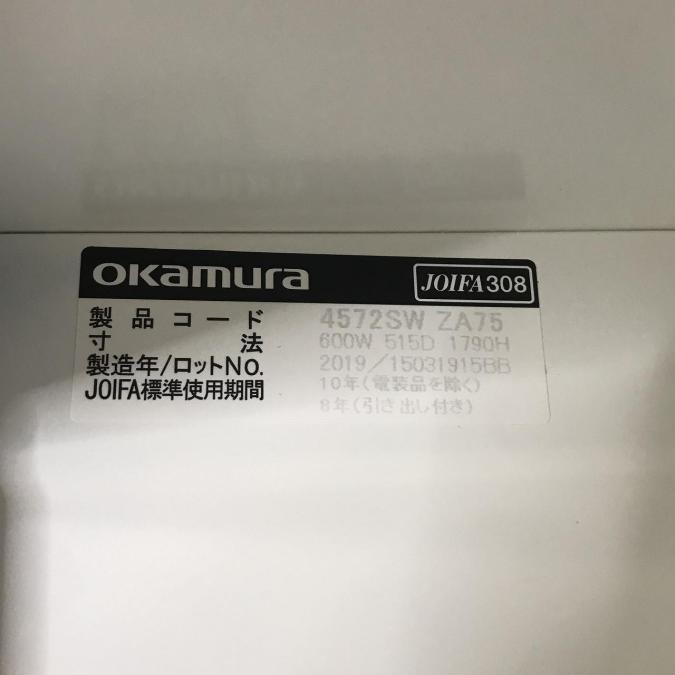 okamura JOIFA308
製品コード 4572SW ZA75
寸法 600W 515D 1790H
製造年/ロットNo. 2019/15031915BB
JOIFA標準使用期間 10年(電装品を除く)
8年(引き出し付き)